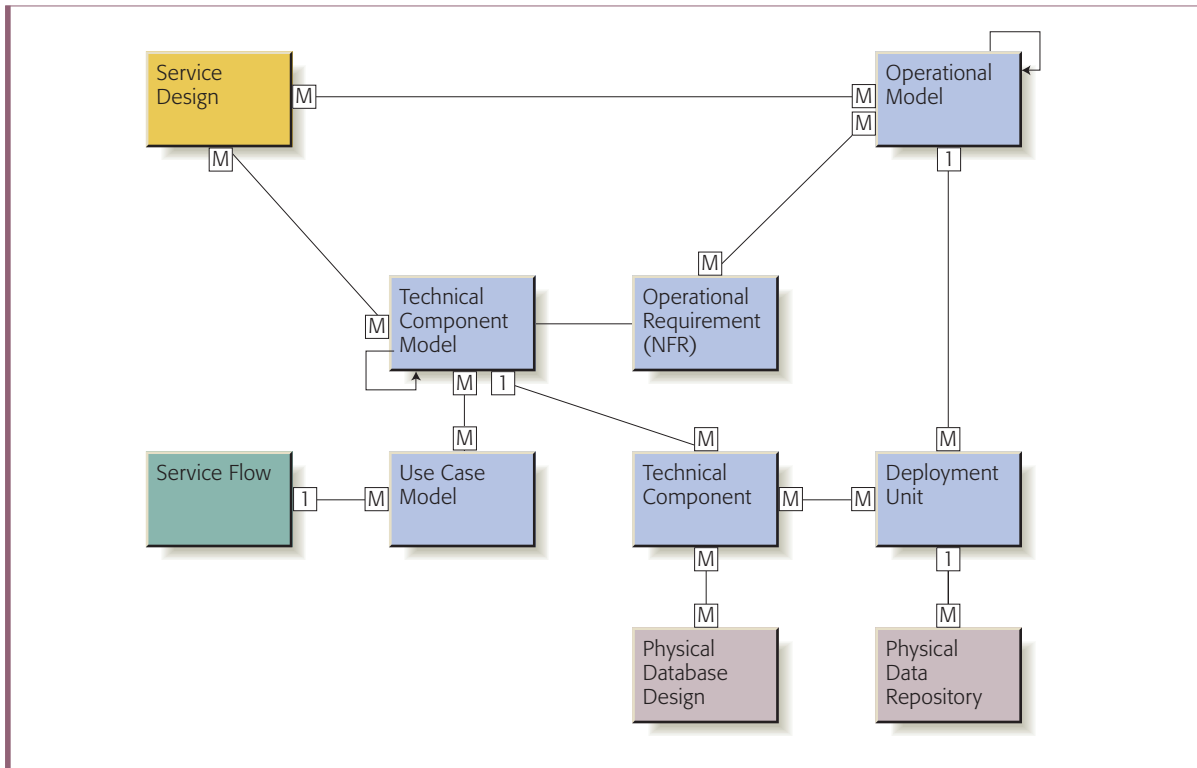 Service
Design
Operational
Model
M
M
M
M
1
M
Technical
Component
Model
Operational
Requirement
(NFR)
M
M
1
M
M
M
Service Flow
Use Case
Model
Technical
Component
Deployment
Unit
1
M
M
M
M
1
M
M
Physical
Database
Design
Physical
Data
Repository